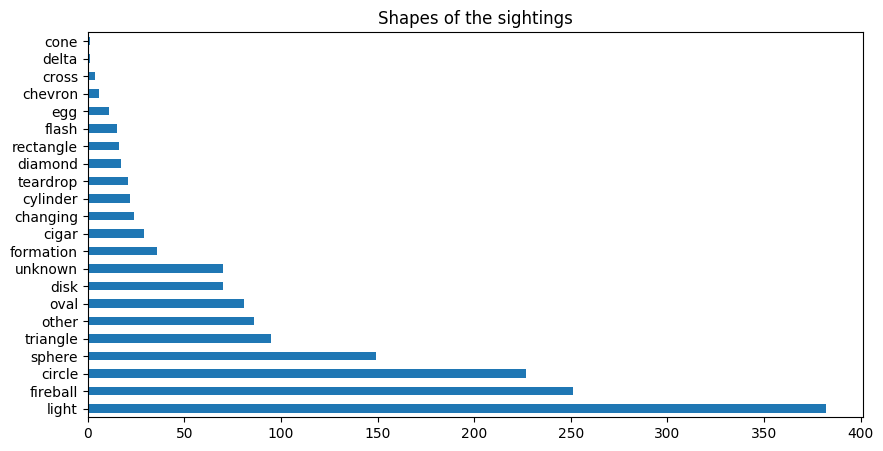 Shapes of the sightings
cone
delta
cross
chevron
egg
flash
rectangle
diamond
teardrop
cylinder
changing
cigar
formation
unknown
disk
oval
other
triangle
sphere
circle
fireball
light
0 50 100 150 200 250 300 350 400